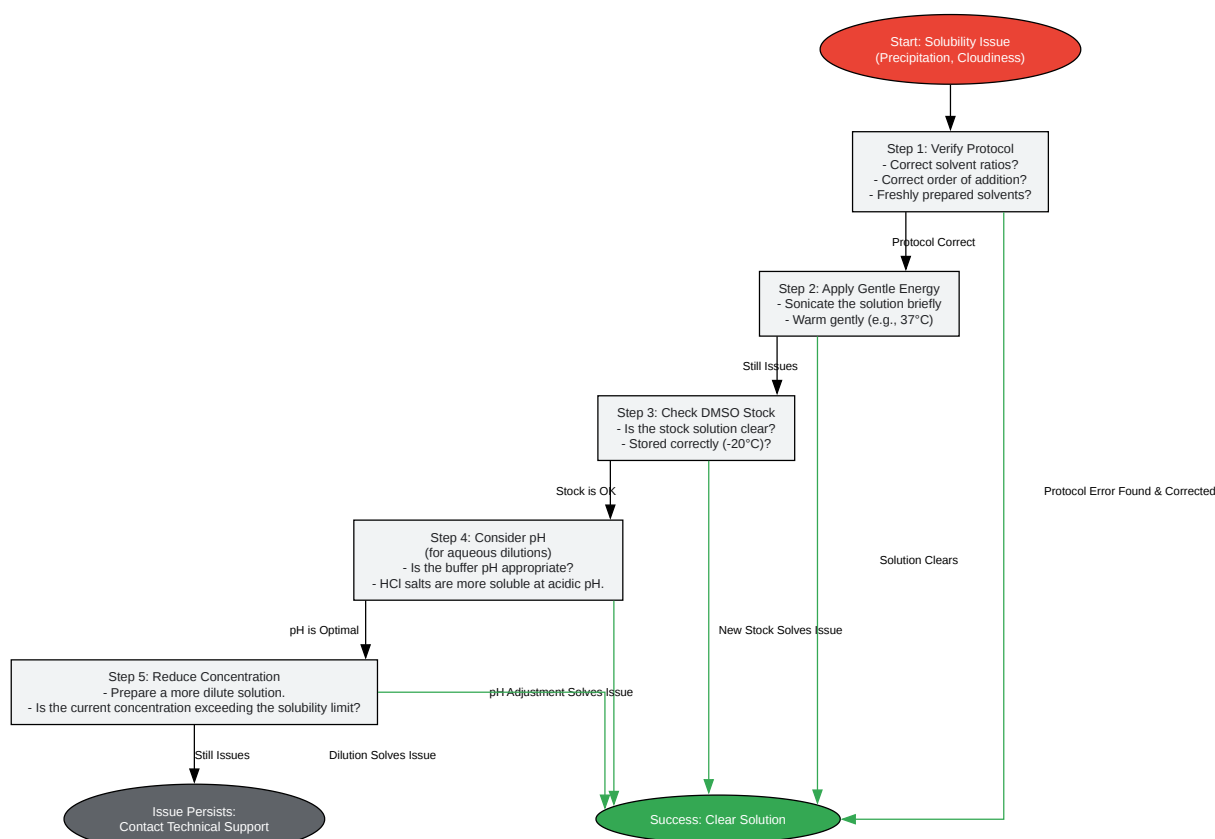 Start: Solubility Issue
(Precipitation, Cloudiness)
Step 1: Verify Protocol
- Correct solvent ratios?
- Correct order of addition?
- Freshly prepared solvents?
Protocol Correct
Step 2: Apply Gentle Energy
- Sonicate the solution briefly
- Warm gently (e.g., 37°C)
Still Issues
Step 3: Check DMSO Stock
- Is the stock solution clear?
- Stored correctly (-20°C)?
Stock is OK
Protocol Error Found & Corrected
Step 4: Consider pH
(for aqueous dilutions)
- Is the buffer pH appropriate?
- HCl salts are more soluble at acidic pH.
Solution Clears
pH is Optimal
New Stock Solves Issue
Step 5: Reduce Concentration
- Prepare a more dilute solution.
- Is the current concentration exceeding the solubility limit?
pH Adjustment Solves Issue
Still Issues
Dilution Solves Issue
Issue Persists:
Contact Technical Support
Success: Clear Solution